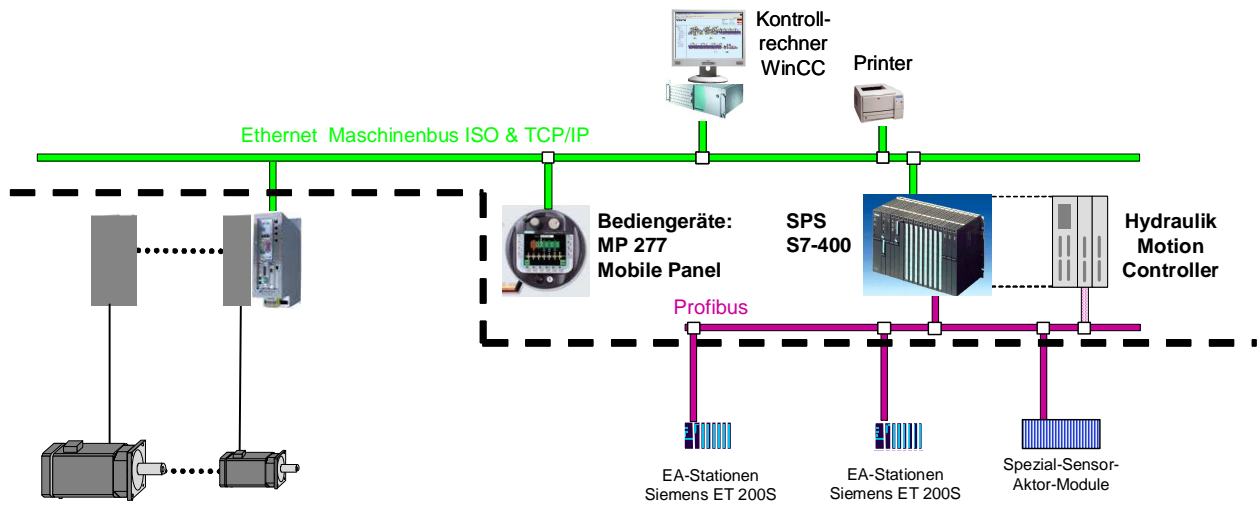 Kontroll-
rechner
WinCC
Printer
Ethernet Maschinenbus ISO & TCP/IP
Bediengeräte:
MP 277
Mobile Panel
SPS
S7-400
Hydraulik
Motion
Controller
Profibus
EA-Stationen
Siemens ET 200S
EA-Stationen
Siemens ET 200S
Spezial-Sensor-
Aktor-Module